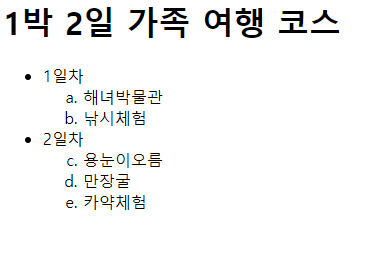 1박 2일 가족 여행 코스
• 1일차
a. 해녀박물관
b. 낚시체험
• 2일차
c. 용눈이오름
d. 만장굴
e. 카약체험